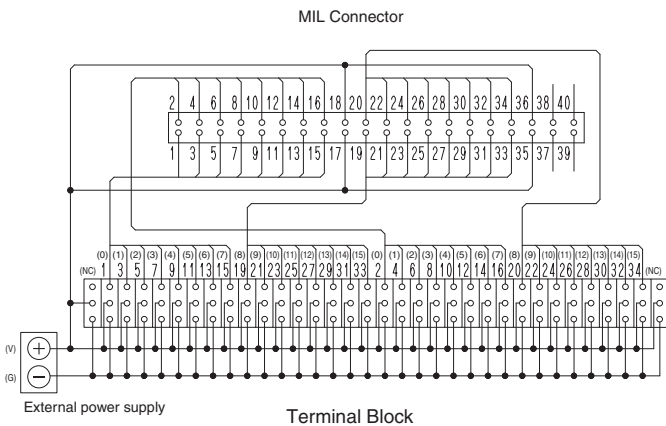 MIL Connector
2 4 6 8 10 12 14 16 18 20 22 24 26 28 30 32 34 36 38 40
1 3 5 7 9 11 13 15 17 19 21 23 25 27 29 31 33 35 37 39
(0) (1) (2) (3) (4) (5) (6) (7) (8) (9) (10) (11) (12) (13) (14) (15) (0) (1) (2) (3) (4) (5) (6) (7) (8) (9) (10) (11) (12) (13) (14) (15)
(NC) 1 3 5 7 9 11 13 15 19 21 23 25 27 29 31 33 2 4 6 8 10 12 14 16 20 22 24 26 28 30 32 34 (NC)
(V) +
(G) −
External power supply
Terminal Block